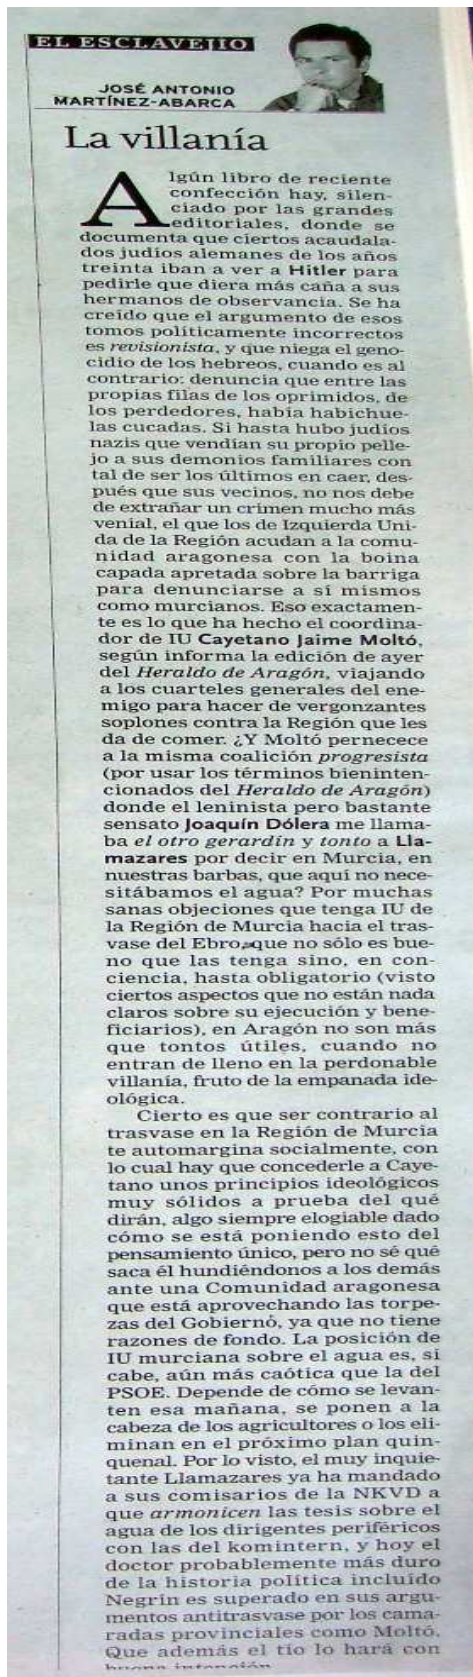 EL ESCLAVEJIO
JOSÉ ANTONIO
MARTÍNEZ-ABARCA
La villanía
Algún libro de reciente
confección hay, silen-
ciado por las grandes
editoriales, donde se
documenta que ciertos acaudala-
dos judíos alemanes de los años
treinta iban a ver a Hitler para
pedirle que diera más caña a sus
hermanos de observancia. Se ha
creído que el argumento de esos
tomos políticamente incorrectos
es revisionista, y que niega el geno-
cidio de los hebreos, cuando es al
contrario: denuncia que entre las
propias filas de los oprimidos, de
los perdedores, había habichue-
las cucadas. Si hasta hubo judíos
nazis que vendían su propio pelle-
jo a sus demonios familiares con
tal de ser los últimos en caer, des-
pués que sus vecinos, no nos debe
de extrañar un crimen mucho más
venial, el que los de Izquierda Uni-
da de la Región acudan a la comu-
nidad aragonesa con la boina
capada apretada sobre la barriga
para denunciarse a sí mismos
como murcianos. Eso exactamen-
te es lo que ha hecho el coordina-
dor de IU Cayetano Jaime Moltó,
según informa la edición de ayer
del Heraldo de Aragón, viajando
a los cuarteles generales del ene-
migo para hacer de vergonzantes
soplones contra la Región que les
da de comer. ¿Y Moltó pernecece
a la misma coalición progresista
(por usar los términos bieninten-
cionados del Heraldo de Aragón)
donde el leninista pero bastante
sensato Joaquín Dólera me llama-
ba el otro gerardín y tonto a Lla-
mazares por decir en Murcia, en
nuestras barbas, que aquí no nece-
sitábamos el agua? Por muchas
sanas objeciones que tenga IU de
la Región de Murcia hacia el tras-
vase del Ebro, que no sólo es bue-
no que las tenga sino, en con-
ciencia, hasta obligatorio (visto
ciertos aspectos que no están nada
claros sobre su ejecución y bene-
ficiarios), en Aragón no son más
que tontos útiles, cuando no
entran de lleno en la perdonable
villanía, fruto de la empanada ide-
ológica.
Cierto es que ser contrario al
trasvase en la Región de Murcia
te automargina socialmente, con
lo cual hay que concederle a Caye-
tano unos principios ideológicos
muy sólidos a prueba del qué
dirán, algo siempre elogiable dado
cómo se está poniendo esto del
pensamiento único, pero no sé qué
saca él hundiéndonos a los demás
ante una Comunidad aragonesa
que está aprovechando las torpe-
zas del Gobierno, ya que no tiene
razones de fondo. La posición de
IU murciana sobre el agua es, si
cabe, aún más caótica que la del
PSOE. Depende de cómo se levan-
ten esa mañana, se ponen a la
cabeza de los agricultores o los eli-
minan en el próximo plan quin-
quenal. Por lo visto, el muy inquie-
tante Llamazares ya ha mandado
a sus comisarios de la NKVD a
que armonicen las tesis sobre el
agua de los dirigentes periféricos
con las del komintern, y hoy el
doctor probablemente más duro
de la historia política incluído
Negrín es superado en sus argu-
mentos antitrasvase por los cama-
radas provinciales como Moltó.
Que además el tío lo hará con
buena intención